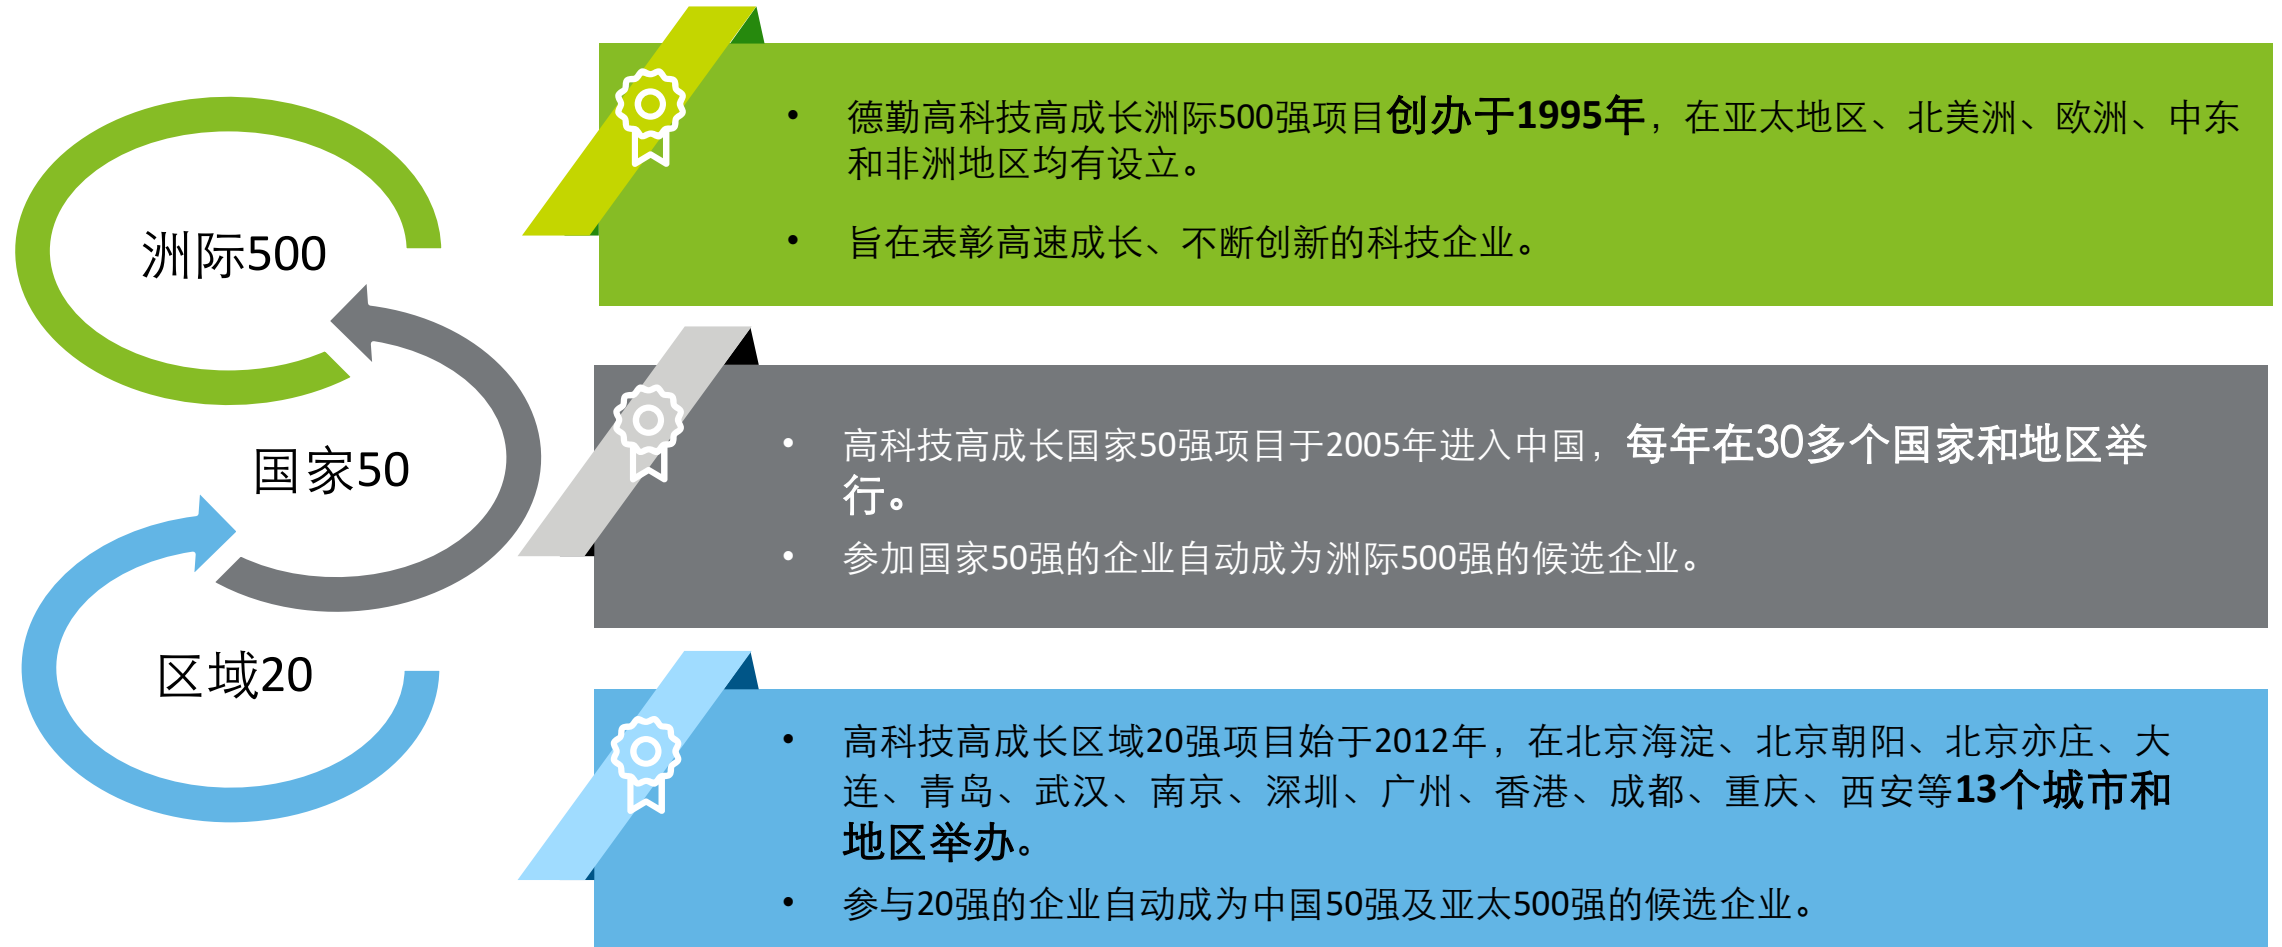 洲际500
国家50
区域20
• 德勤高科技高成长洲际500强项目创办于1995年，在亚太地区、北美洲、欧洲、中东
和非洲地区均有设立。
• 旨在表彰高速成长、不断创新的科技企业。
• 高科技高成长国家50强项目于2005年进入中国，每年在30多个国家和地区举
行。
• 参加国家50强的企业自动成为洲际500强的候选企业。
• 高科技高成长区域20强项目始于2012年，在北京海淀、北京朝阳、北京亦庄、大
连、青岛、武汉、南京、深圳、广州、香港、成都、重庆、西安等13个城市和
地区举办。
• 参与20强的企业自动成为中国50强及亚太500强的候选企业。